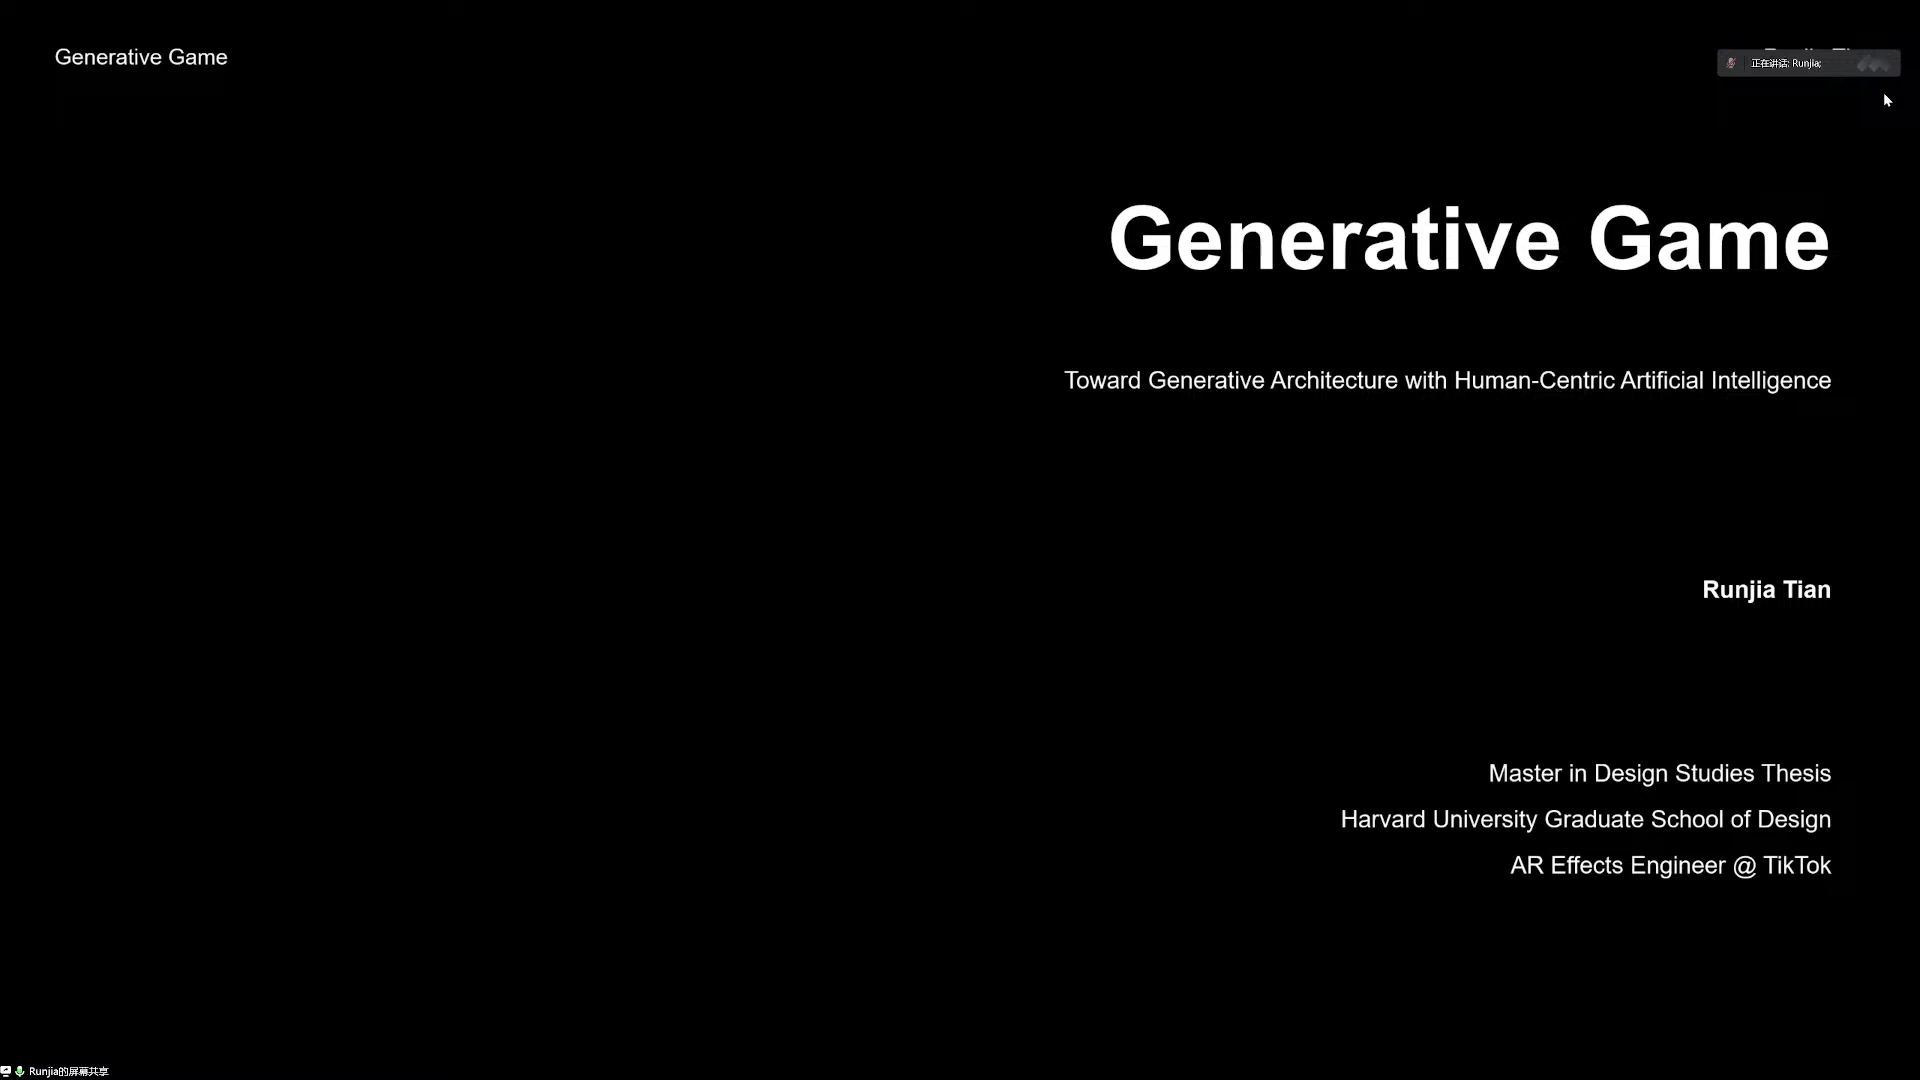 Generative Game
正在讲话: Runjia;
Generative Game
Toward Generative Architecture with Human-Centric Artificial Intelligence
Runjia Tian
Master in Design Studies Thesis
Harvard University Graduate School of Design
AR Effects Engineer @ TikTok
Runjia的屏幕共享